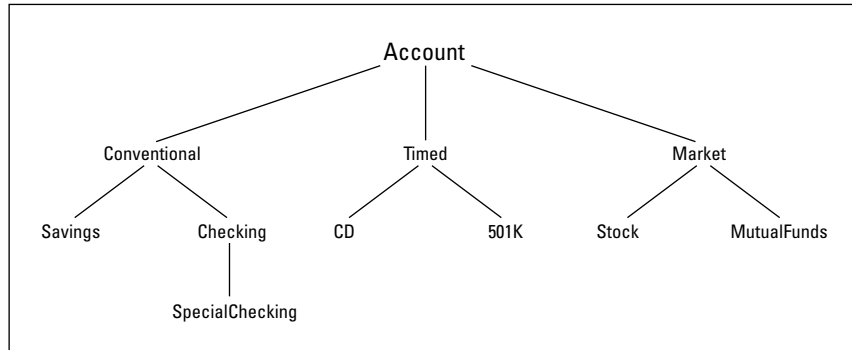 Account
Conventional Timed Market
Savings Checking CD 501K Stock MutualFunds
SpecialChecking